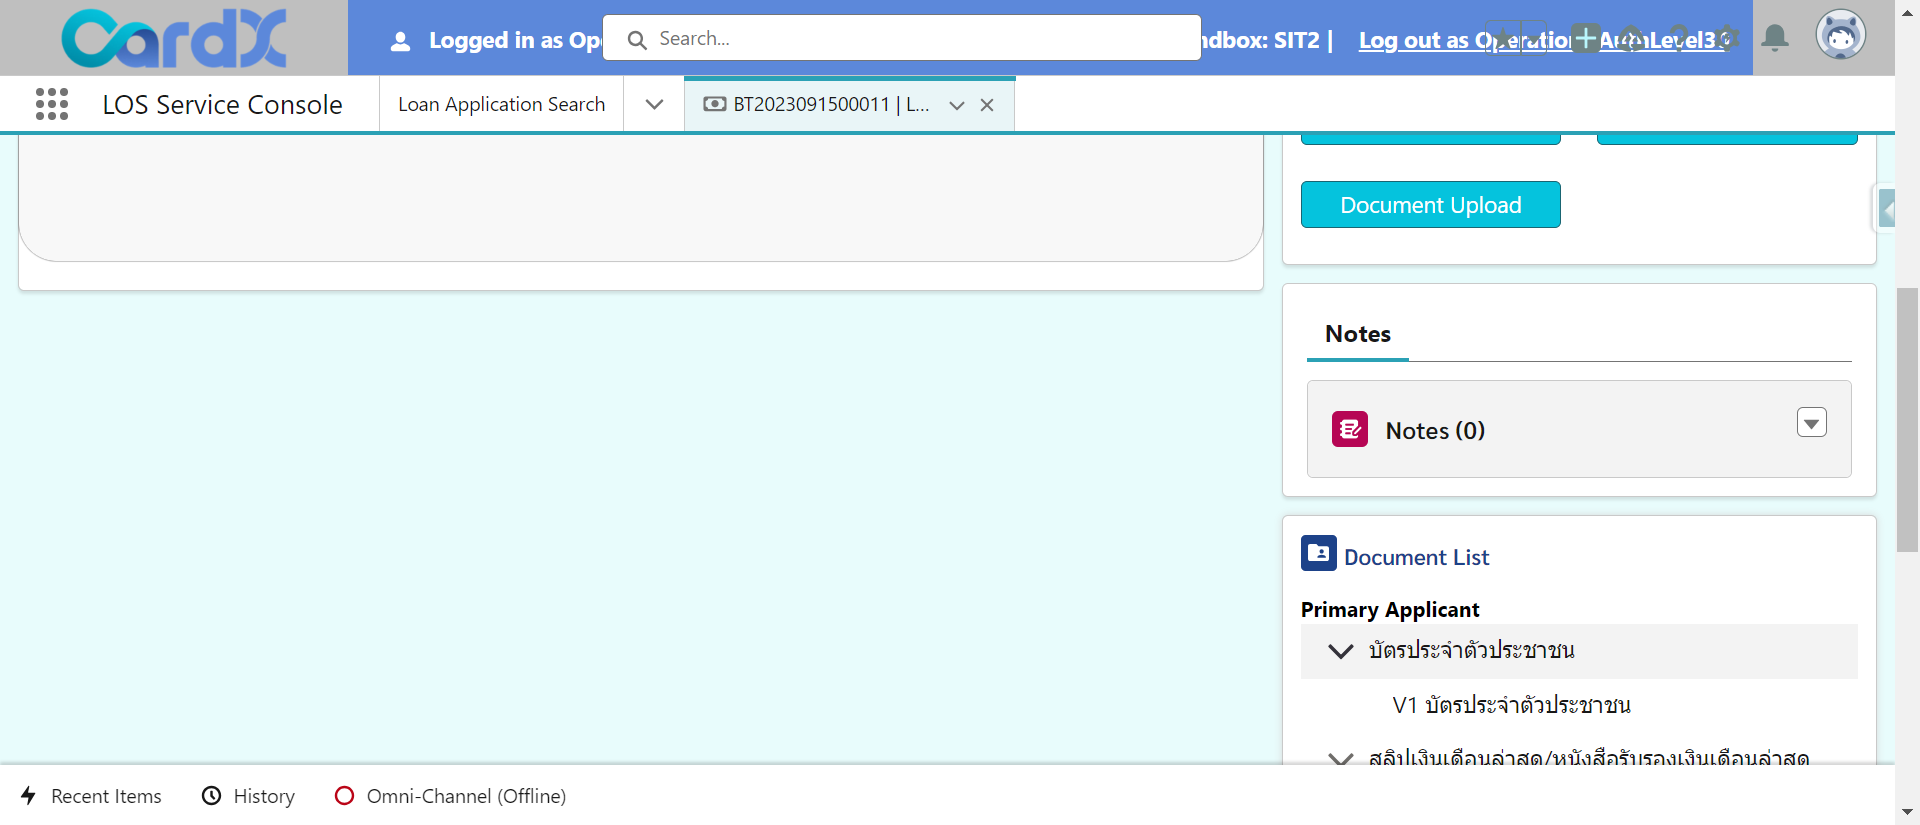 CardX
Logged in as Op
Search...
ndbox: SIT2 |
Log out as Operation
AuthLevel3
LOS Service Console
Loan Application Search
BT2023091500011 | L...
Document Upload
Notes
Notes (0)
Document List
Primary Applicant
บัตรประจำตัวประชาชน
V1 บัตรประจำตัวประชาชน
สลิปเงินเดือนล่าสุด/หนังสือรับรองเงินเดือนล่าสุด
Recent Items
History
Omni-Channel (Offline)